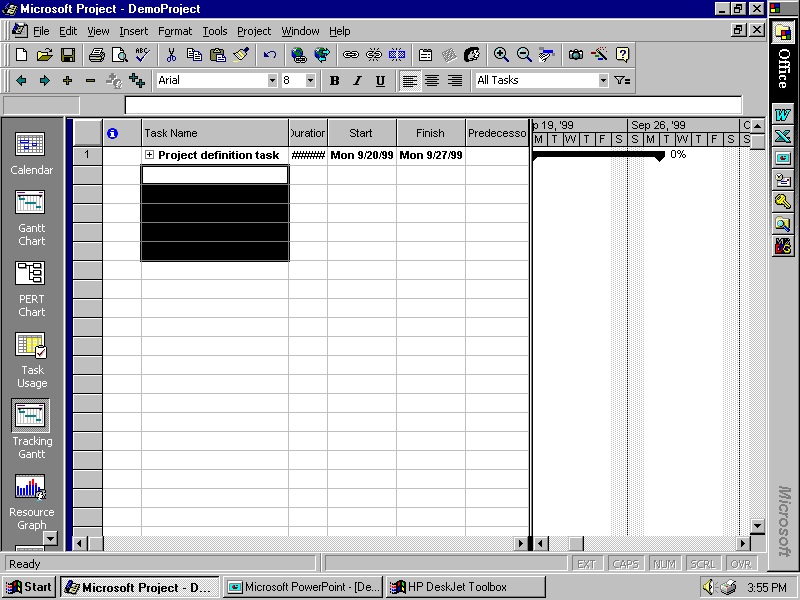 Microsoft Project - DemoProject
File Edit View Insert Format Tools Project Window Help
Arial 8 B I U All Tasks
Office
Calendar
Gantt
Chart
PERT
Chart
Task
Usage
Tracking
Gantt
Resource
Graph
Task Name Duration Start Finish Predecesso
p 19, '99 Sep 26, '99
M T W T F S S M T W T F S S
1 Project definition task ####### Mon 9/20/99 Mon 9/27/99 0%
Microsoft
Ready EXT CAPS NUM SCRL OVR
Start Microsoft Project - D... Microsoft PowerPoint - [De... HP DeskJet Toolbox 3:55 PM